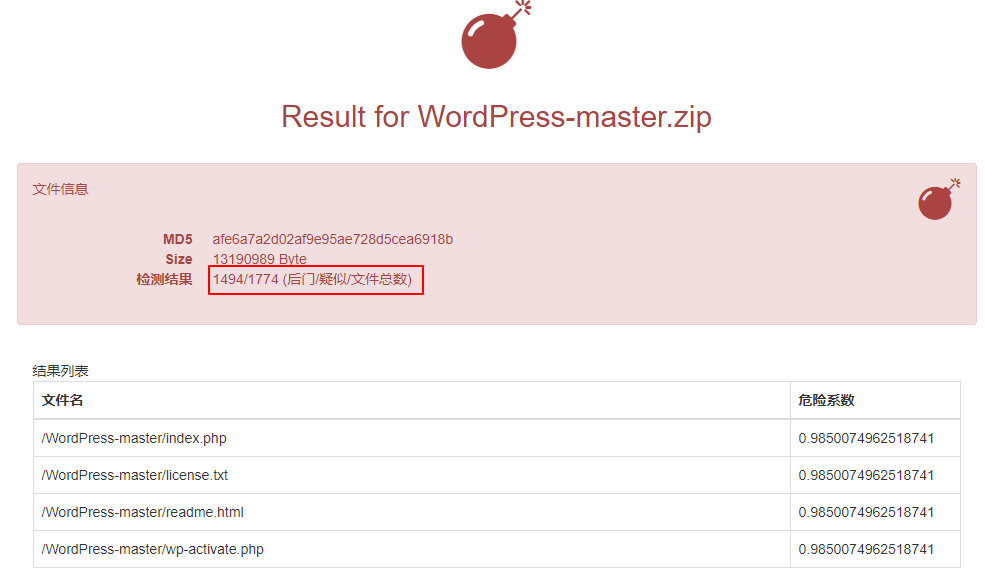 Result for WordPress-master.zip
文件信息
MD5 afe6a7a2d02af9e95ae728d5cea6918b
Size 13190989 Byte
检测结果 1494/1774 (后门/疑似/文件总数)
结果列表
文件名 危险系数
/WordPress-master/index.php 0.9850074962518741
/WordPress-master/license.txt 0.9850074962518741
/WordPress-master/readme.html 0.9850074962518741
/WordPress-master/wp-activate.php 0.9850074962518741